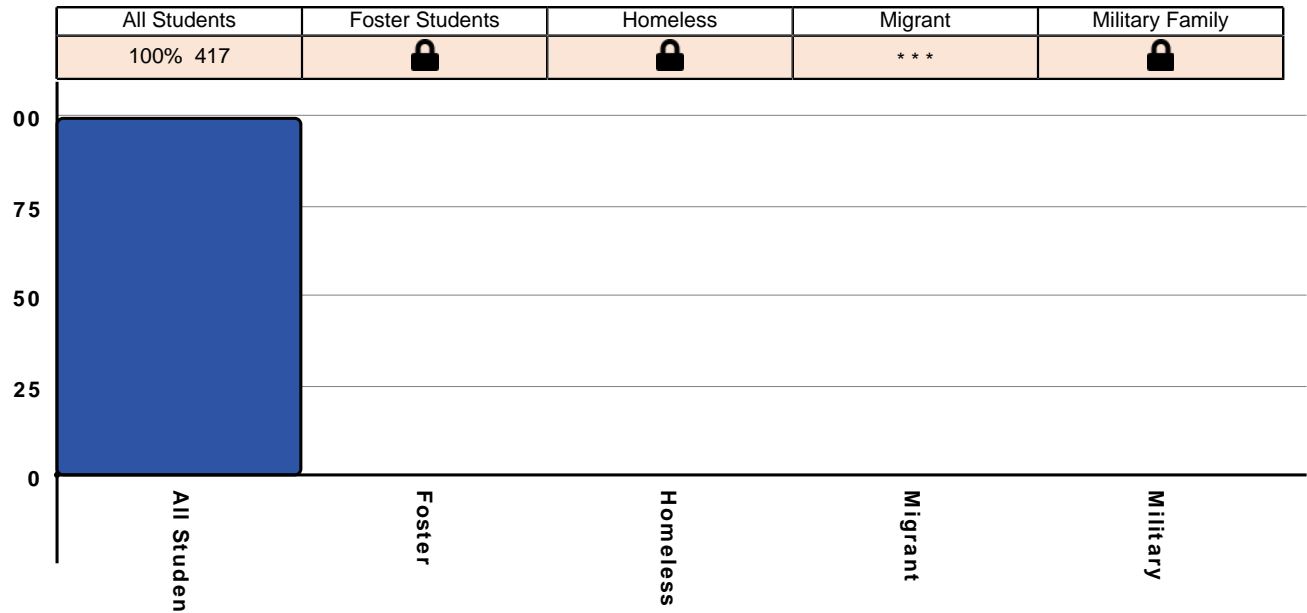 All Students Foster Students Homeless Migrant Military Family
100% 417 * * *
00
75
50
25
0
All Studen
Foster
Homeless
Migrant
Military